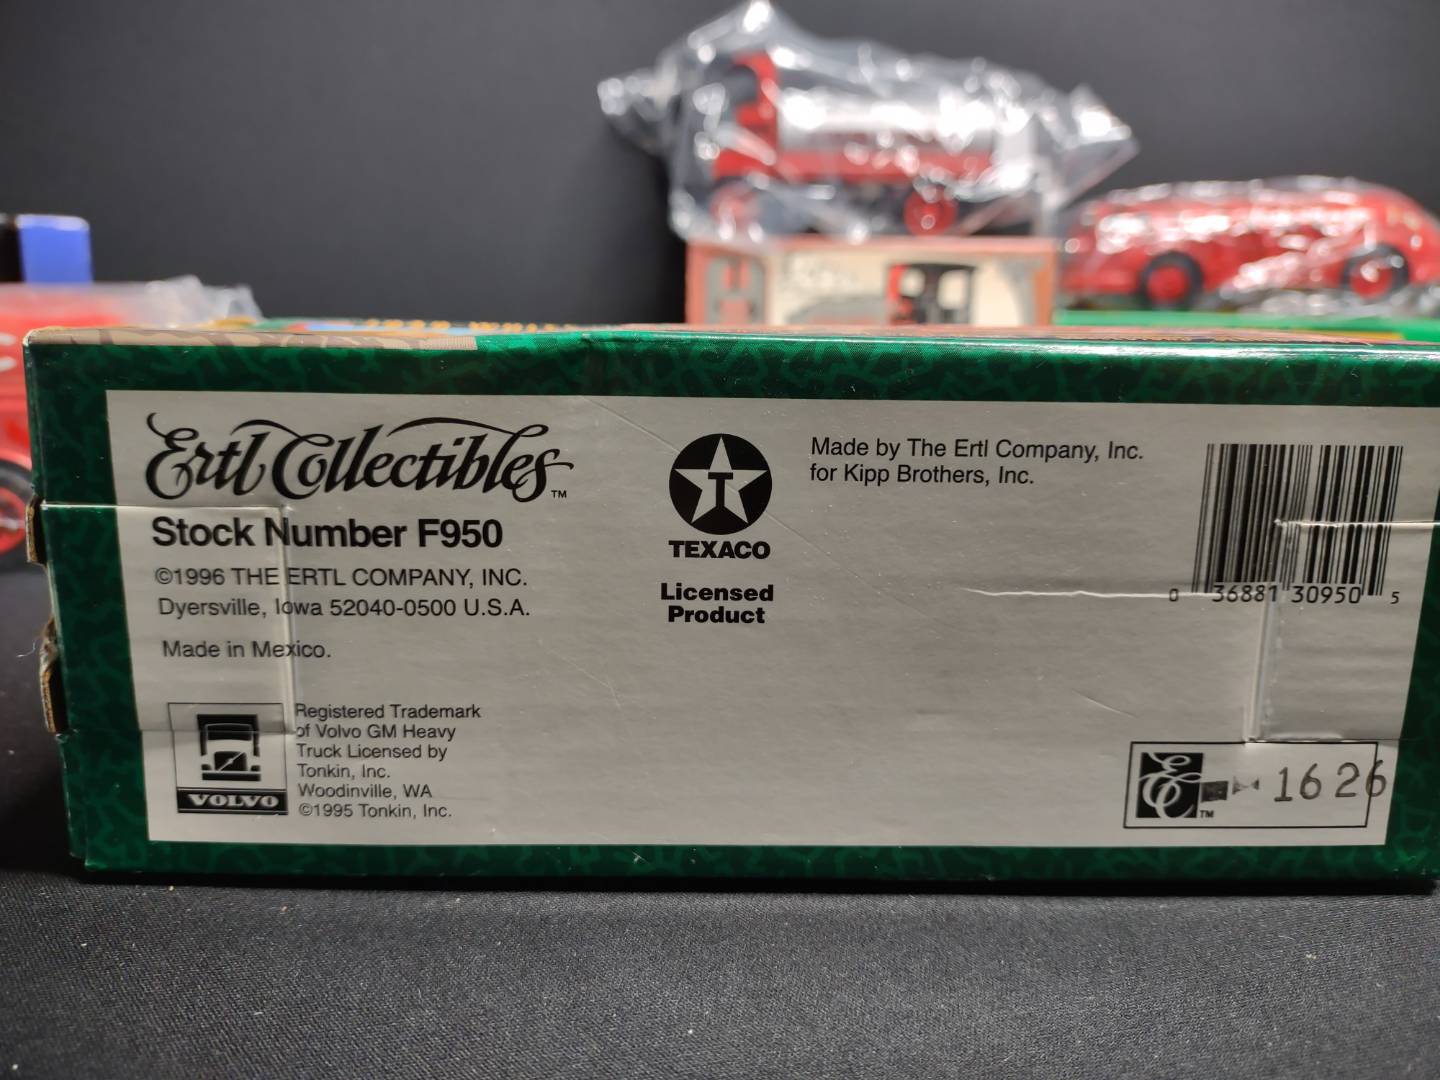 Ertl Collectibles™
Stock Number F950
©1996 THE ERTL COMPANY, INC.
Dyersville, Iowa 52040-0500 U.S.A.
Made in Mexico.
Registered Trademark
of Volvo GM Heavy
Truck Licensed by
Tonkin, Inc.
Woodinville, WA
©1995 Tonkin, Inc.
VOLVO
T
TEXACO
Licensed
Product
Made by The Ertl Company, Inc.
for Kipp Brothers, Inc.
0 36881 30950 5
EC™ 1626